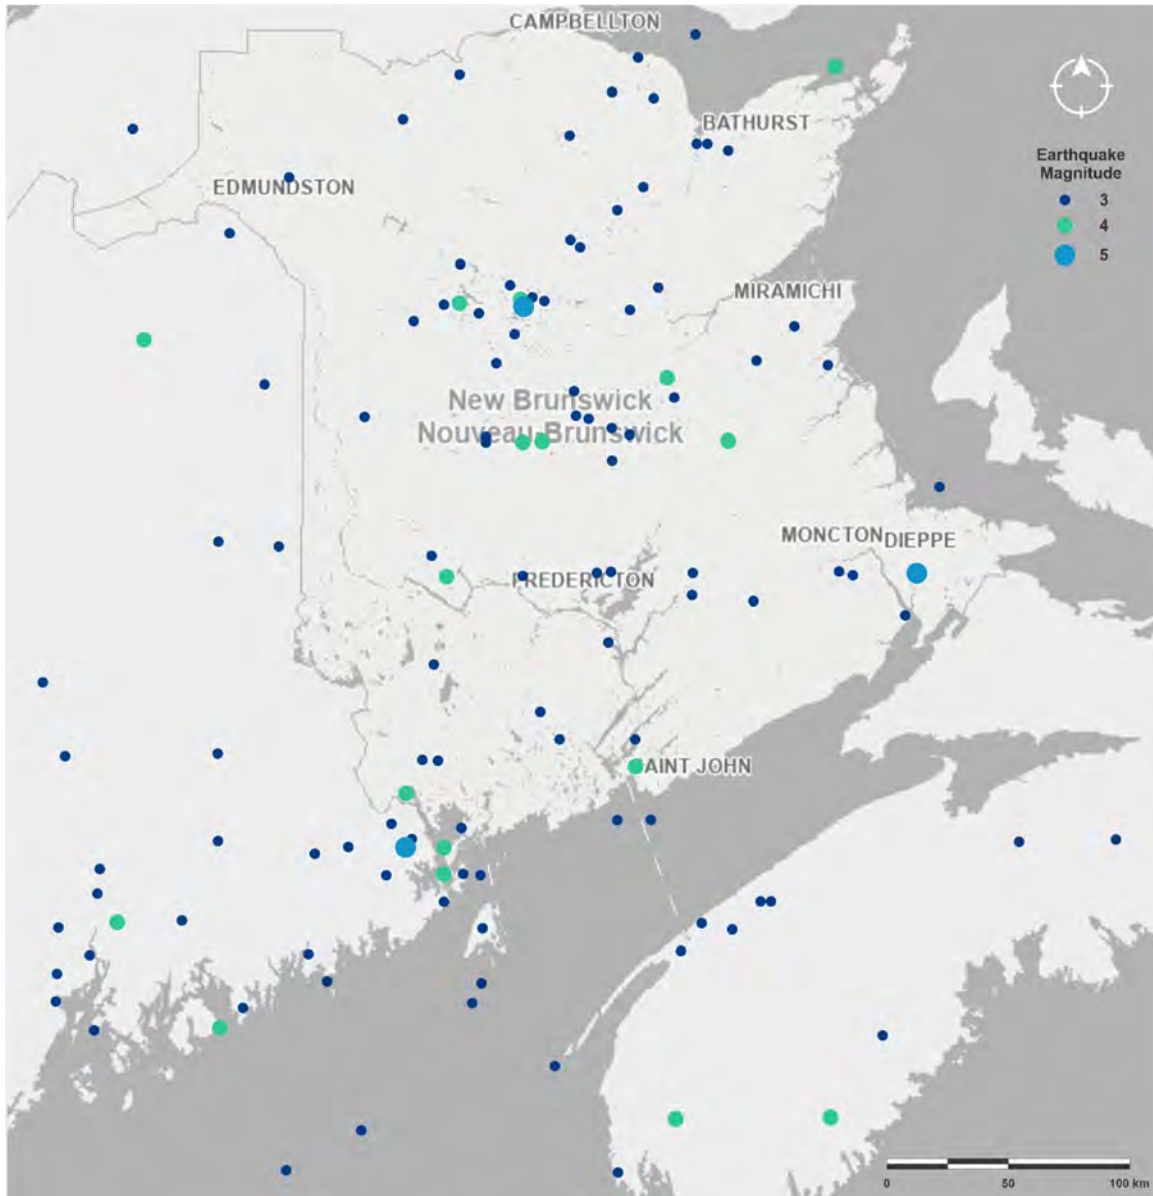 CAMPBELLTON
BATHURST
Earthquake
Magnitude
3
4
5
EDMUNDSTON
MIRAMICHI
New Brunswick
Nouveau-Brunswick
MONCTON
DIEPPE
FREDERICTON
AINT JOHN
0 50 100 km